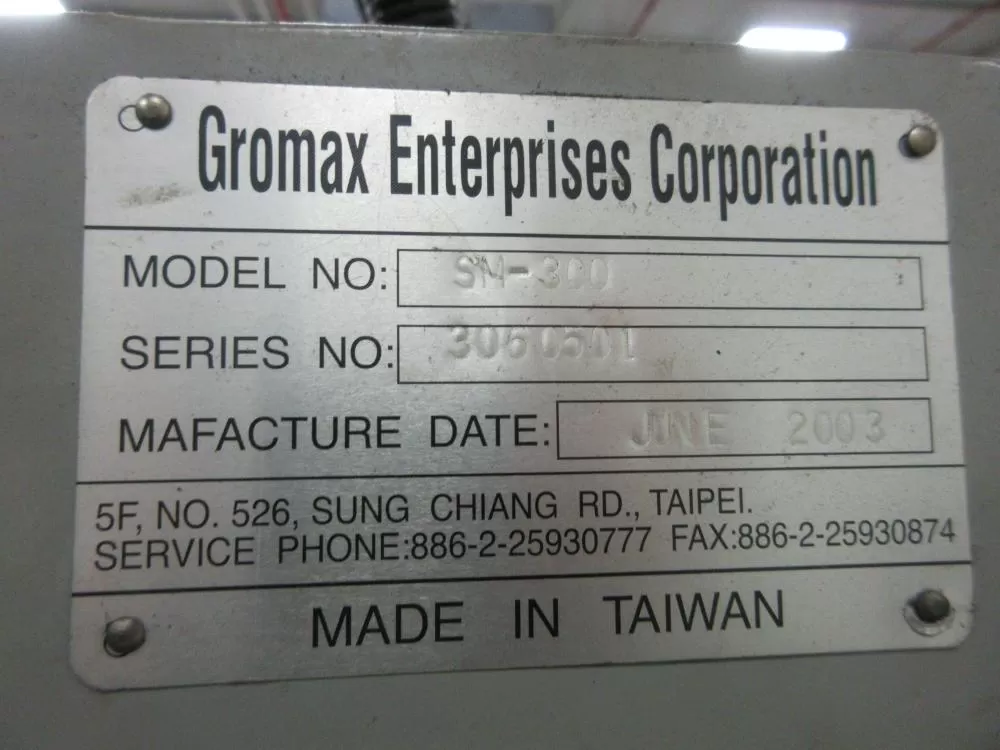 Gromax Enterprises Corporation
MODEL NO: SM-300
SERIES NO: 3060501
MAFACTURE DATE: JUNE 2003
5F, NO. 526, SUNG CHIANG RD., TAIPEI.
SERVICE PHONE:886-2-25930777 FAX:886-2-25930874
MADE IN TAIWAN